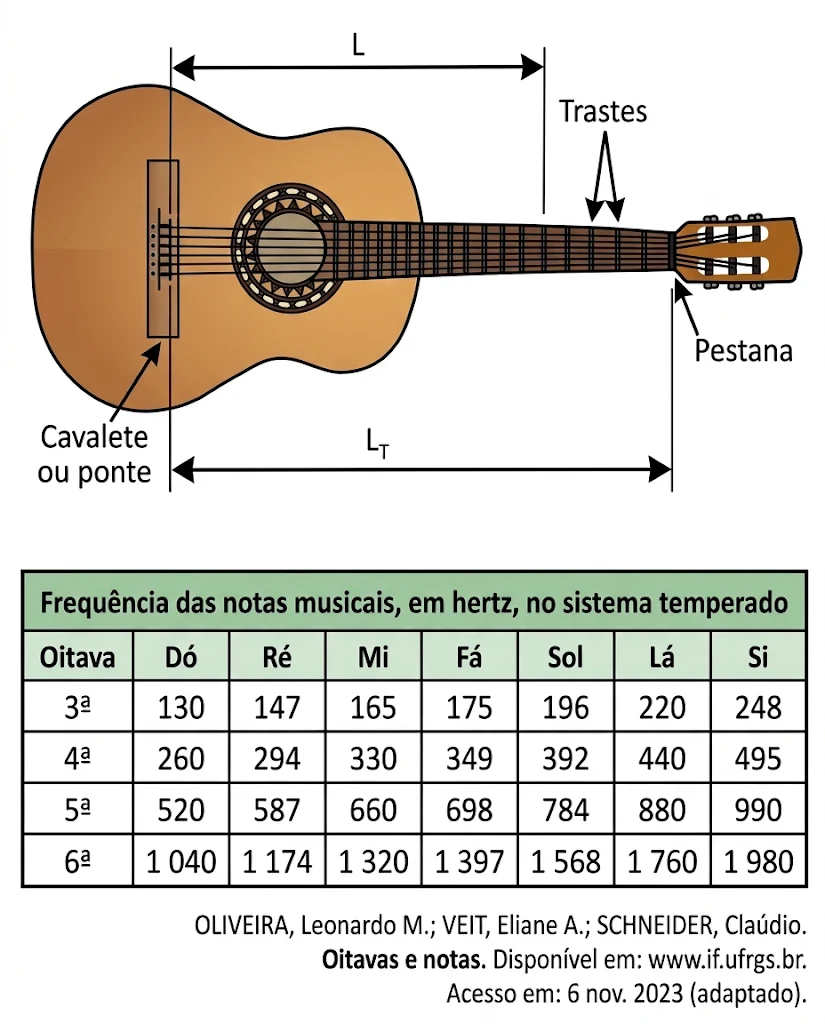 L
Trastes
Pestana
Cavalete
ou ponte
L_T
Frequência das notas musicais, em hertz, no sistema temperado
Oitava Dó Ré Mi Fá Sol Lá Si
3ª 130 147 165 175 196 220 248
4ª 260 294 330 349 392 440 495
5ª 520 587 660 698 784 880 990
6ª 1 040 1 174 1 320 1 397 1 568 1 760 1 980
OLIVEIRA, Leonardo M.; VEIT, Eliane A.; SCHNEIDER, Claúdio.
Oitavas e notas. Disponível em: www.if.ufrgs.br.
Acesso em: 6 nov. 2023 (adaptado).